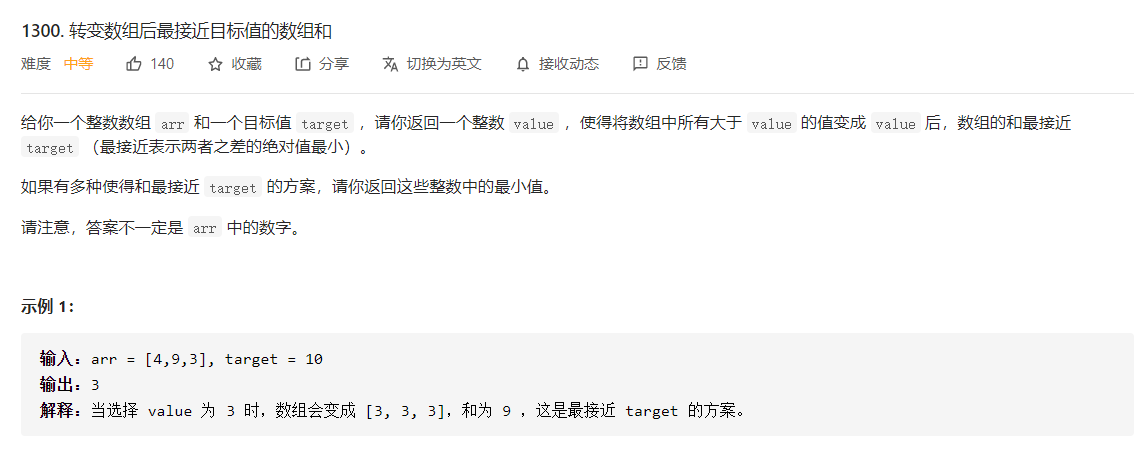 1300. 转变数组后最接近目标值的数组和
难度 中等 140 收藏 分享 切换为英文 接收动态 反馈
给你一个整数数组 arr 和一个目标值 target ，请你返回一个整数 value ，使得将数组中所有大于 value 的值变成 value 后，数组的和最接近
target （最接近表示两者之差的绝对值最小）。
如果有多种使得和最接近 target 的方案，请你返回这些整数中的最小值。
请注意，答案不一定是 arr 中的数字。
示例 1：
输入：arr = [4,9,3], target = 10
输出：3
解释：当选择 value 为 3 时，数组会变成 [3, 3, 3]，和为 9 ，这是最接近 target 的方案。